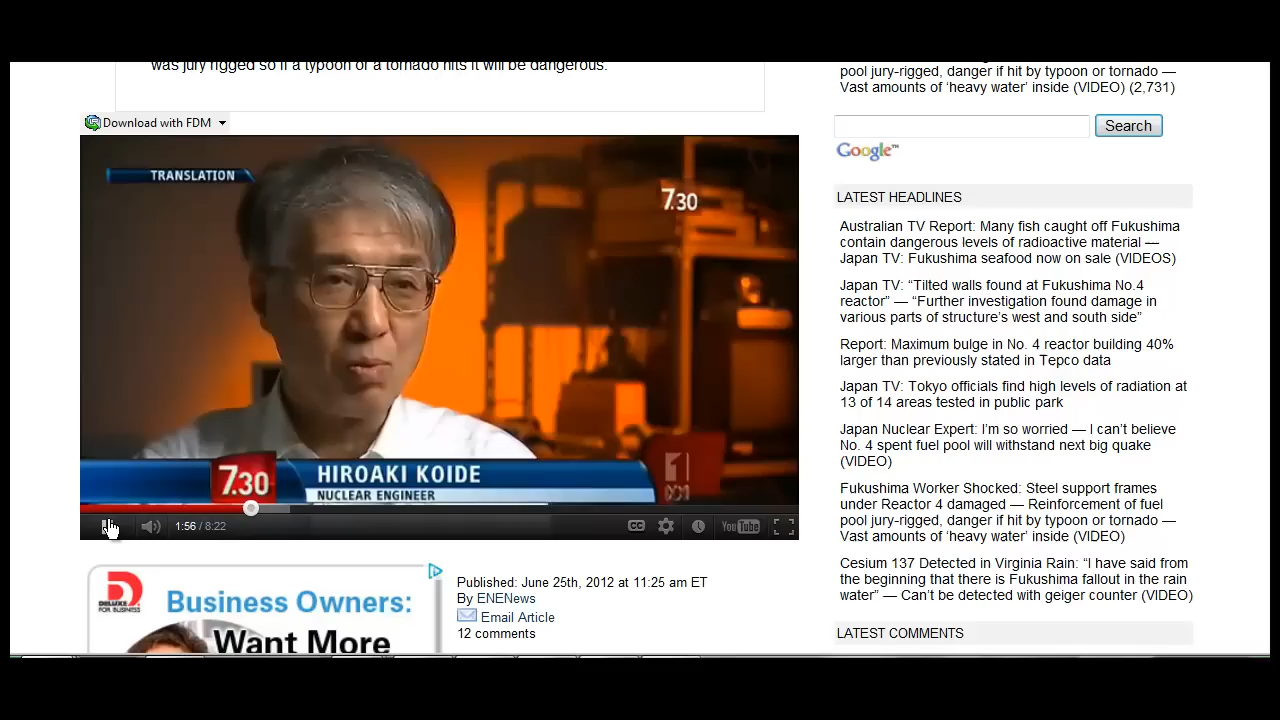 was jury rigged so if a typhoon or a tornado hits it will be dangerous.
Download with FDM
TRANSLATION
7.30
7.30
HIROAKI KOIDE
NUCLEAR ENGINEER
1:56 / 8:22
CC
YouTube
DELUXE
FOR BUSINESS
Business Owners:
Want More
Published: June 25th, 2012 at 11:25 am ET
By ENENews
Email Article
12 comments
pool jury-rigged, danger if hit by typhoon or tornado —
Vast amounts of ‘heavy water’ inside (VIDEO) (2,731)
Search
Google™
LATEST HEADLINES
Australian TV Report: Many fish caught off Fukushima
contain dangerous levels of radioactive material —
Japan TV: Fukushima seafood now on sale (VIDEOS)
Japan TV: “Tilted walls found at Fukushima No.4
reactor” — “Further investigation found damage in
various parts of structure’s west and south side”
Report: Maximum bulge in No. 4 reactor building 40%
larger than previously stated in Tepco data
Japan TV: Tokyo officials find high levels of radiation at
13 of 14 areas tested in public park
Japan Nuclear Expert: I’m so worried — I can’t believe
No. 4 spent fuel pool will withstand next big quake
(VIDEO)
Fukushima Worker Shocked: Steel support frames
under Reactor 4 damaged — Reinforcement of fuel
pool jury-rigged, danger if hit by typhoon or tornado —
Vast amounts of ‘heavy water’ inside (VIDEO)
Cesium 137 Detected in Virginia Rain: “I have said from
the beginning that there is Fukushima fallout in the rain
water” — Can’t be detected with geiger counter (VIDEO)
LATEST COMMENTS